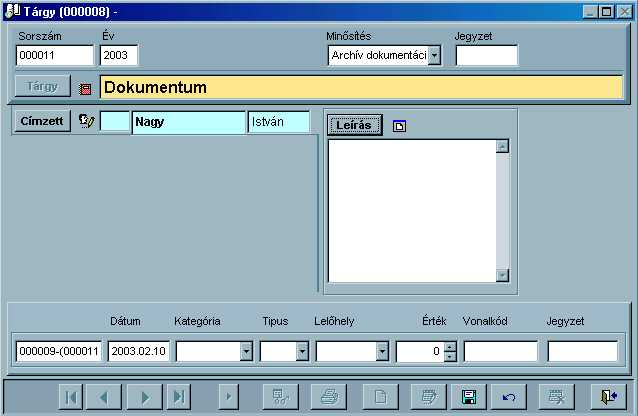 Tárgy (000008) -
Sorszám Év Minősítés Jegyzet
000011 2003 Archív dokumentáci
Tárgy Dokumentum
Címzett Nagy István Leírás
Dátum Kategória Tipus Lelőhely Érték Vonalkód Jegyzet
000009-(000011 2003.02.10 0